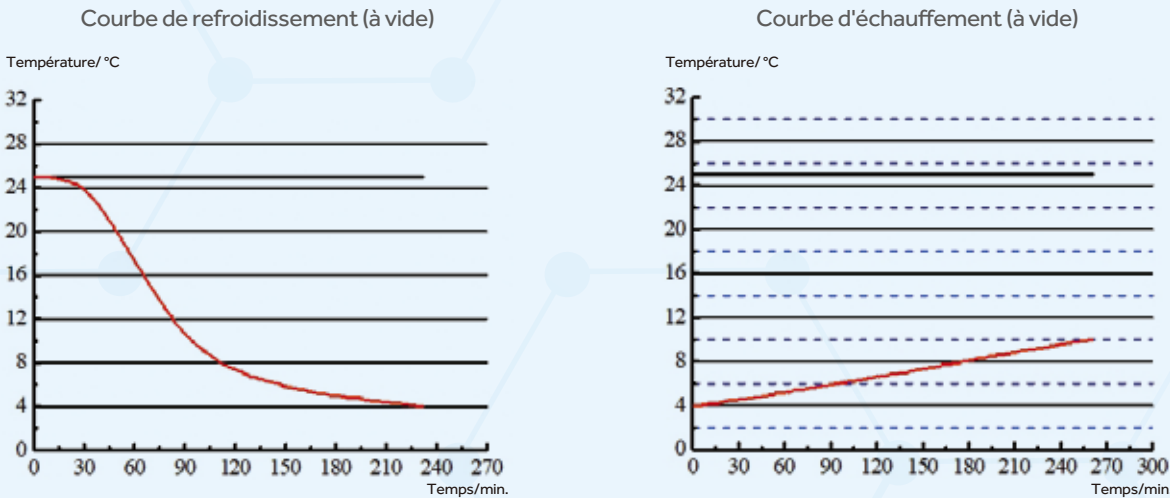 Courbe de refroidissement (à vide)
Température/ °C
32
28
24
20
16
12
8
4
0
0 30 60 90 120 150 180 210 240 270
Temps/min.
Courbe d'échauffement (à vide)
Température/ °C
32
28
24
20
16
12
8
4
0
0 30 60 90 120 150 180 210 240 270 300
Temps/min